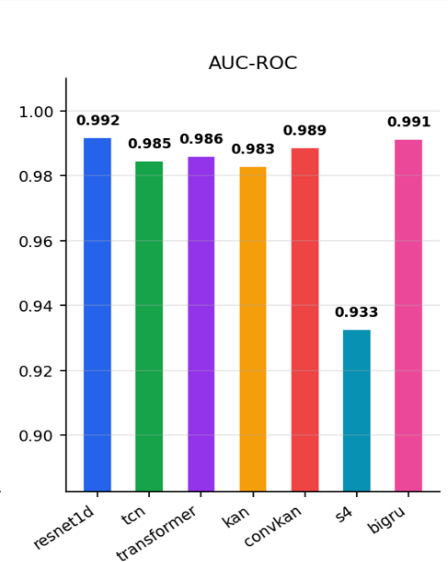 AUC-ROC
1.00
0.98
0.96
0.94
0.92
0.90
0.992
0.985
0.986
0.983
0.989
0.933
0.991
resnet1d
tcn
transformer
kan
convkan
s4
bigru